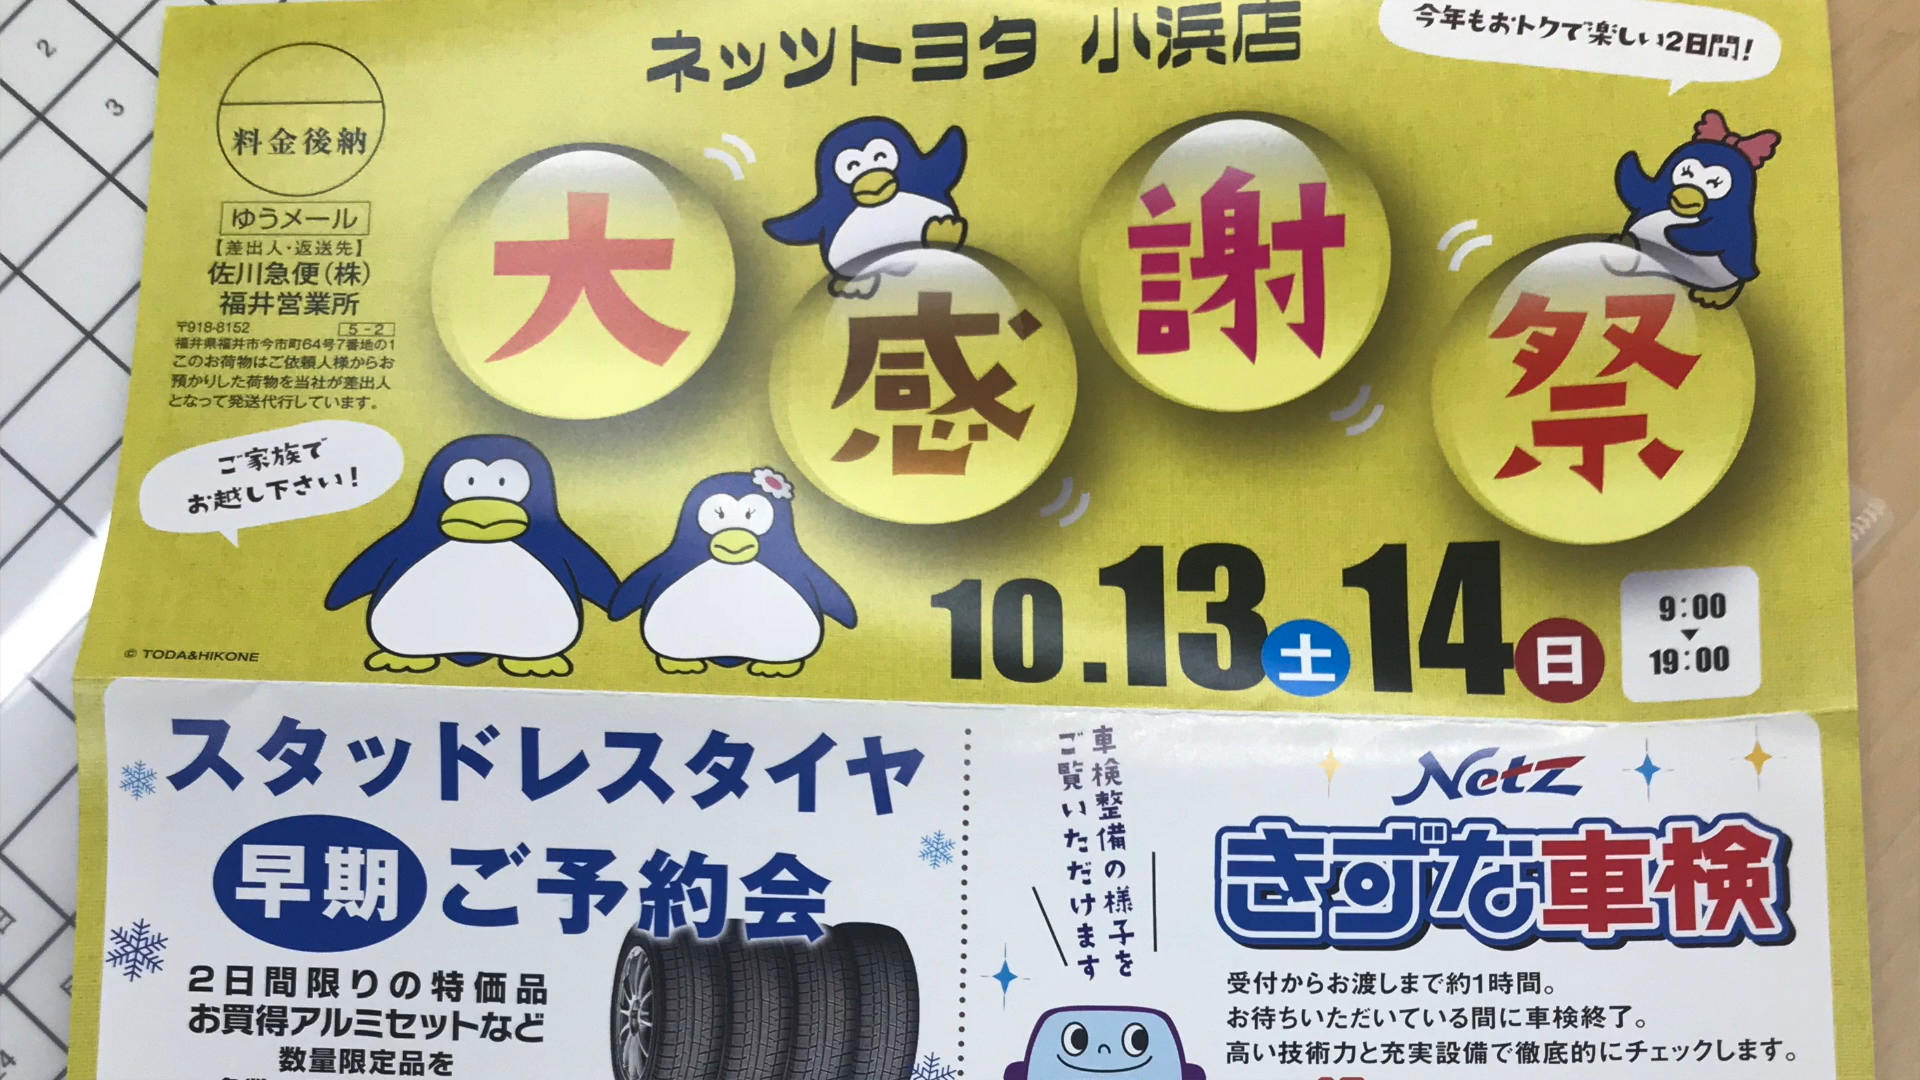 ネッツトヨタ 小浜店
今年もおトクで楽しい2日間!
料金後納
ゆうメール
【差出人・返送先】
佐川急便(株)
福井営業所
〒918-8152 5-2
福井県福井市今市町64号7番地の1
このお荷物はご依頼人様からお
預かりした荷物を当社が差出人
となって発送代行しています。
大感謝祭
ご家族で
お越し下さい!
© TODA&HIKONE
10.13土14日
9:00
19:00
スタッドレスタイヤ
早期ご予約会
2日間限りの特価品
お買得アルミセットなど
数量限定品を
車検整備の様子を
ご覧いただけます
Netz
きずな車検
受付からお渡しまで約1時間。
お待ちいただいている間に車検終了。
高い技術力と充実設備で徹底的にチェックします。
2
3